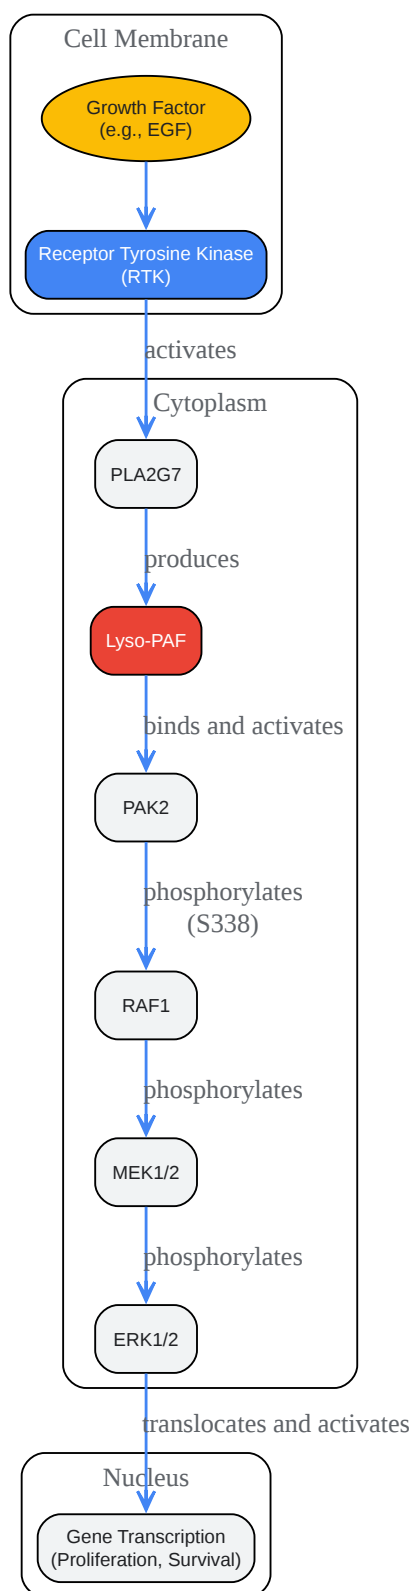 Cell Membrane
Growth Factor
(e.g., EGF)
Receptor Tyrosine Kinase
(RTK)
activates
Cytoplasm
PLA2G7
produces
Lyso-PAF
binds and activates
PAK2
phosphorylates
(S338)
RAF1
phosphorylates
MEK1/2
phosphorylates
ERK1/2
translocates and activates
Nucleus
Gene Transcription
(Proliferation, Survival)